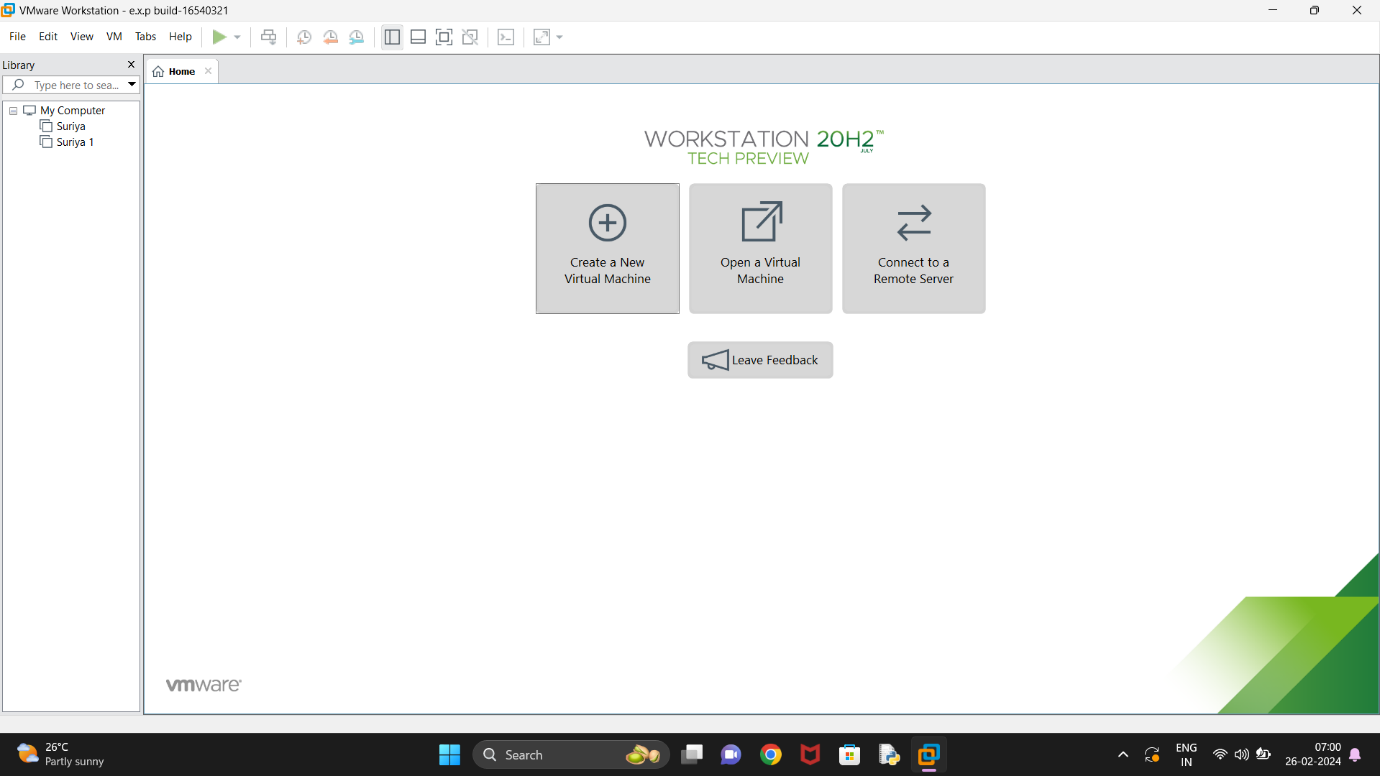 VMware Workstation - e.x.p build-16540321
File Edit View VM Tabs Help
Library
Type here to sea...
My Computer
Suriya
Suriya 1
Home
WORKSTATION 20H2™
JULY
TECH PREVIEW
Create a New
Virtual Machine
Open a Virtual
Machine
Connect to a
Remote Server
Leave Feedback
vmware®
26°C
Partly sunny
Search
ENG
IN
07:00
26-02-2024